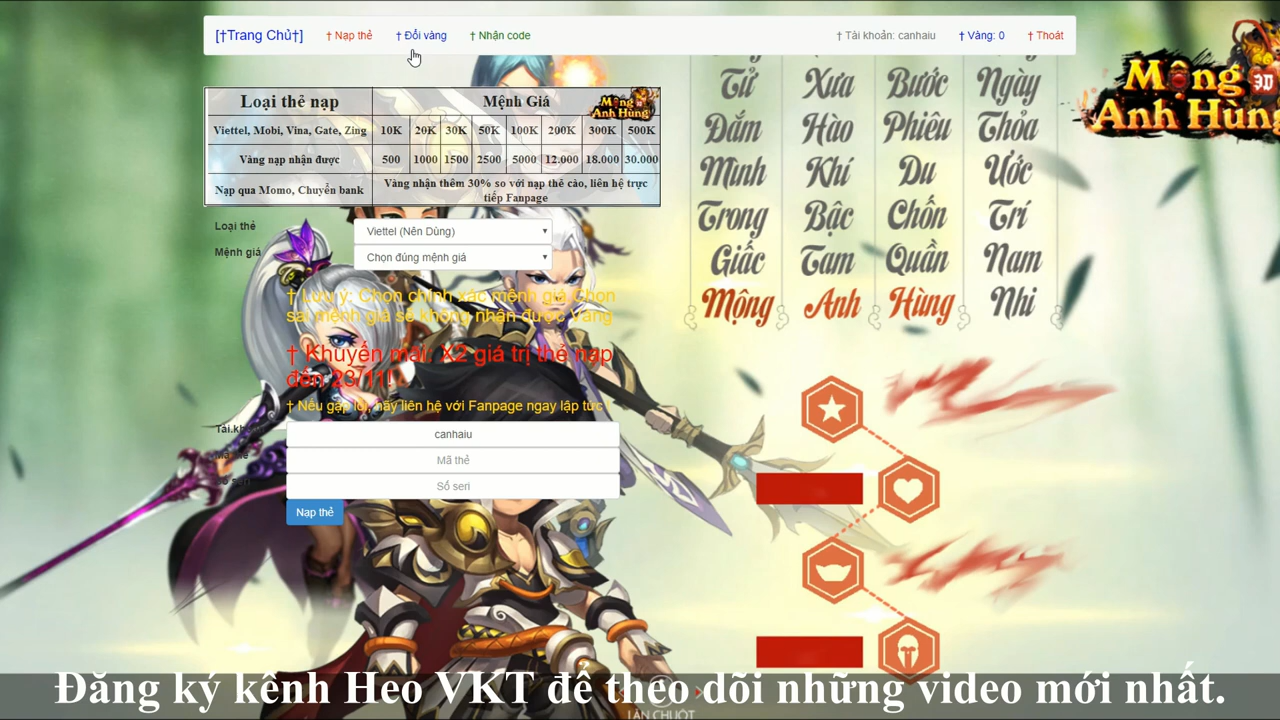 [†Trang Chủ†] † Nạp thẻ † Đổi vàng † Nhận code † Tài khoản: canhaiu † Vàng: 0 † Thoát
Mộng 3D
Anh Hùng
Loại thẻ nạp Mệnh Giá Mộng Anh Hùng
Viettel, Mobi, Vina, Gate, Zing 10K 20K 30K 50K 100K 200K 300K 500K
Vàng nạp nhận được 500 1000 1500 2500 5000 12.000 18.000 30.000
Nạp qua Momo, Chuyển bank Vàng nhận thêm 30% so với nạp thẻ cào, liên hệ trực
tiếp Fanpage
Loại thẻ Viettel (Nên Dùng)
Mệnh giá Chọn đúng mệnh giá
† Lưu ý: Chọn chính xác mệnh giá.Chọn
sai mệnh giá sẽ không nhận được Vàng
† Khuyến mãi: X2 giá trị thẻ nạp
đến 23/11!
† Nếu gặp lỗi, hãy liên hệ với Fanpage ngay lập tức !
canhaiu
Mã thẻ
Số seri
Nạp thẻ
Tử Xưa Bước Ngày
Đắm Hào Phiêu Thỏa
Mình Khí Du Ước
Trong Bậc Chốn Trí
Giấc Tam Quần Nam
Mộng Anh Hùng Nhi
Đăng ký kênh Heo VKT để theo dõi những video mới nhất.
LĂN CHUỘT